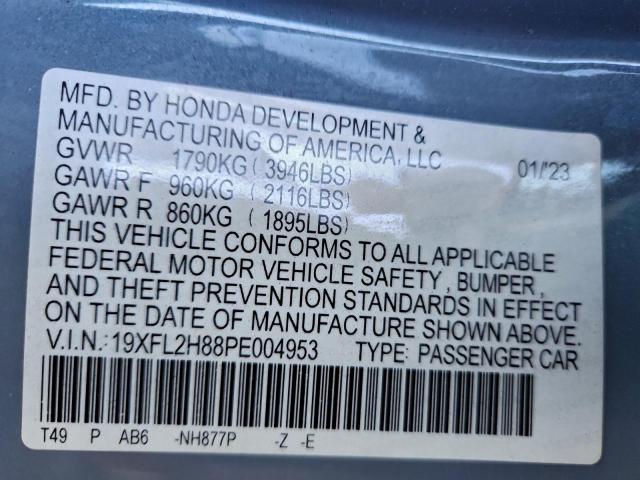 MFD. BY HONDA DEVELOPMENT &
MANUFACTURING OF AMERICA, LLC
GVWR 1790KG ( 3946LBS) 01/'23
GAWR F 960KG ( 2116LBS)
GAWR R 860KG ( 1895LBS)
THIS VEHICLE CONFORMS TO ALL APPLICABLE
FEDERAL MOTOR VEHICLE SAFETY , BUMPER,
AND THEFT PREVENTION STANDARDS IN EFFECT
ON THE DATE OF MANUFACTURE SHOWN ABOVE.
V.I.N.: 19XFL2H88PE004953 TYPE: PASSENGER CAR
T49 P AB6 -NH877P -Z -E